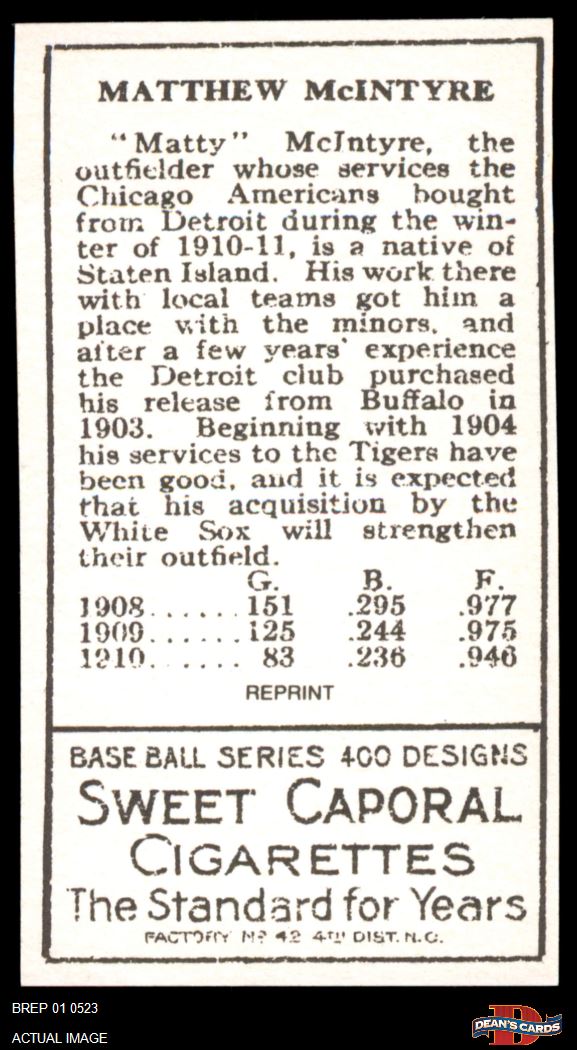 MATTHEW McINTYRE
"Matty" McIntyre, the
outfielder whose services the
Chicago Americans bought
from Detroit during the win-
ter of 1910-11, is a native of
Staten Island. His work there
with local teams got him a
place with the minors, and
after a few years' experience
the Detroit club purchased
his release from Buffalo in
1903. Beginning with 1904
his services to the Tigers have
been good, and it is expected
that his acquisition by the
White Sox will strengthen
their outfield.
G. B. F.
1908...... 151 .295 .977
1909...... 125 .244 .975
1910...... 83 .236 .946
REPRINT
BASE BALL SERIES 400 DESIGNS
SWEET CAPORAL
CIGARETTES
The Standard for Years
FACTORY No 42 4TH DIST. N.C.
BREP 01 0523
ACTUAL IMAGE
D
DEAN'S CARDS